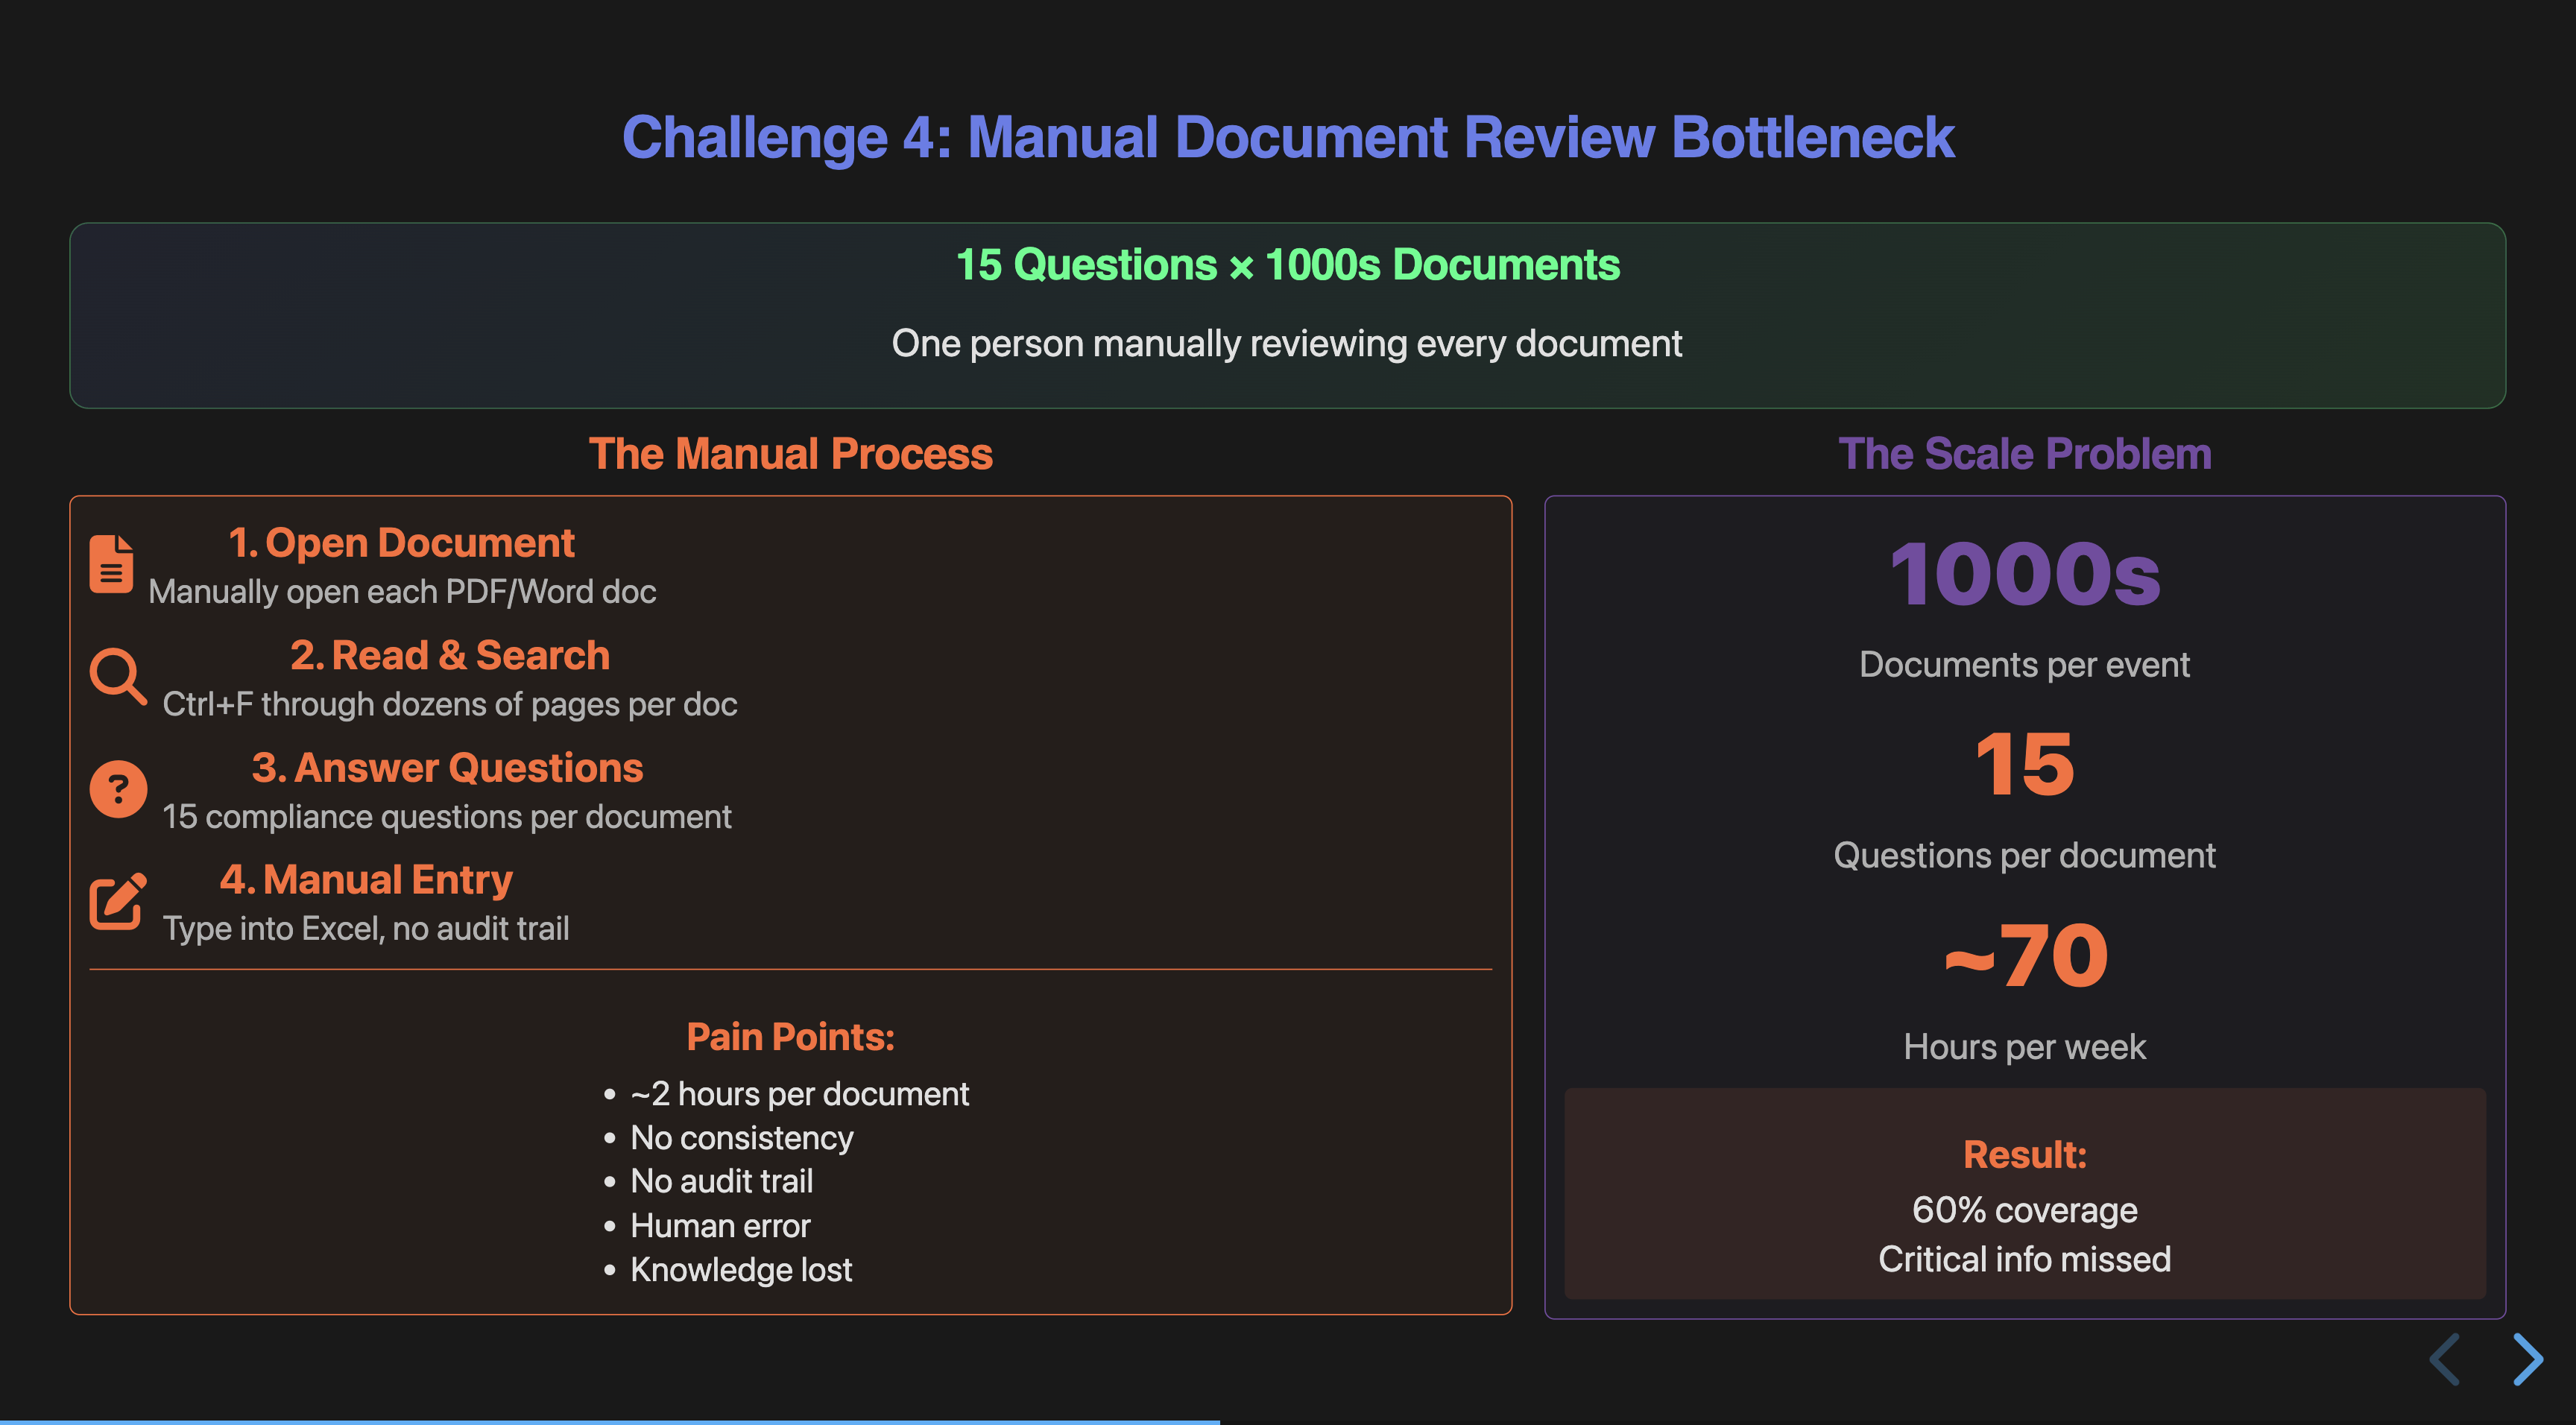 Challenge 4: Manual Document Review Bottleneck
15 Questions × 1000s Documents
One person manually reviewing every document
The Manual Process
1. Open Document
Manually open each PDF/Word doc
2. Read & Search
Ctrl+F through dozens of pages per doc
3. Answer Questions
15 compliance questions per document
4. Manual Entry
Type into Excel, no audit trail
Pain Points:
• ~2 hours per document
• No consistency
• No audit trail
• Human error
• Knowledge lost
The Scale Problem
1000s
Documents per event
15
Questions per document
~70
Hours per week
Result:
60% coverage
Critical info missed